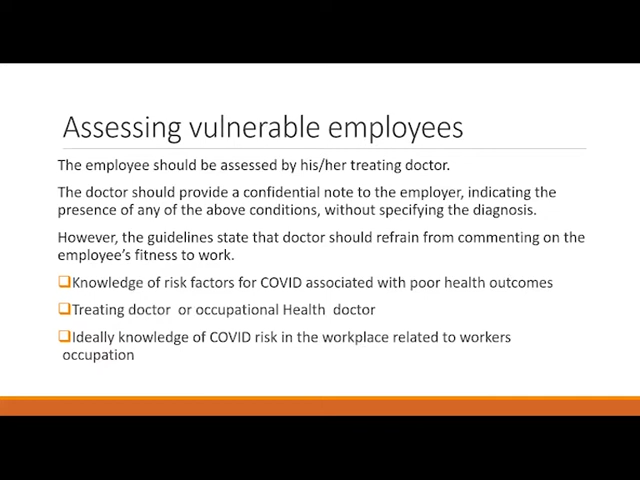 Assessing vulnerable employees
The employee should be assessed by his/her treating doctor.
The doctor should provide a confidential note to the employer, indicating the
presence of any of the above conditions, without specifying the diagnosis.
However, the guidelines state that doctor should refrain from commenting on the
employee's fitness to work.
❑Knowledge of risk factors for COVID associated with poor health outcomes
❑Treating doctor or occupational Health doctor
❑Ideally knowledge of COVID risk in the workplace related to workers
occupation